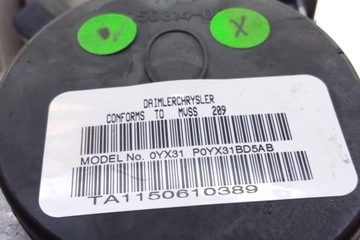 DAIMLERCHRYSLER
CONFORMS TO MVSS 209
MODEL No. 0YX31 P0YX31BD5AB
TA1150610389